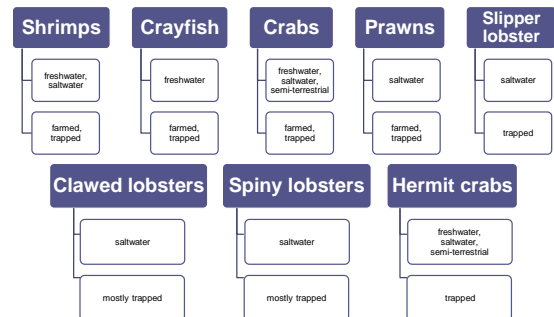 Shrimps
freshwater,
saltwater
farmed,
trapped
Crayfish
freshwater
farmed,
trapped
Crabs
freshwater,
saltwater,
semi-terrestrial
farmed,
trapped
Prawns
saltwater
farmed,
trapped
Slipper
lobster
saltwater
trapped
Clawed lobsters
saltwater
mostly trapped
Spiny lobsters
saltwater
mostly trapped
Hermit crabs
freshwater,
saltwater,
semi-terrestrial
trapped